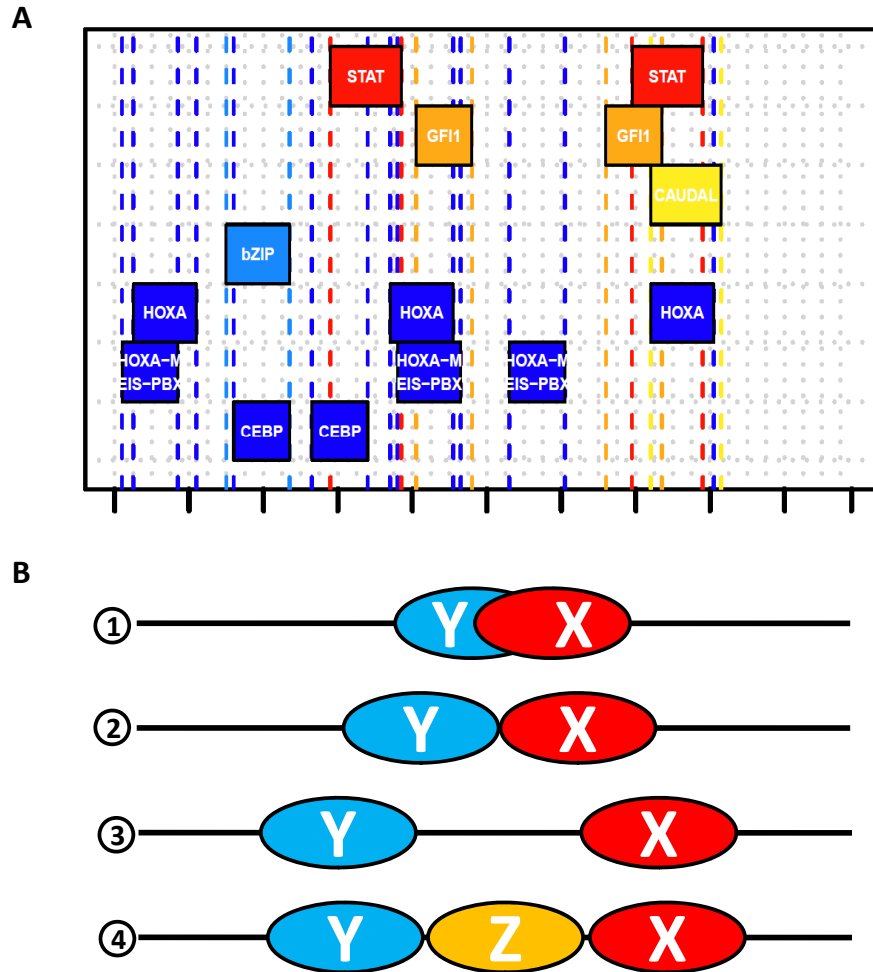 A
STAT
STAT
GFI1
GFI1
CAUDAL
bZIP
HOXA
HOXA
HOXA
HOXA−M
EIS−PBX
HOXA−M
EIS−PBX
HOXA−M
EIS−PBX
CEBP
CEBP
B
1
Y X
2
Y X
3
Y X
4
Y Z X